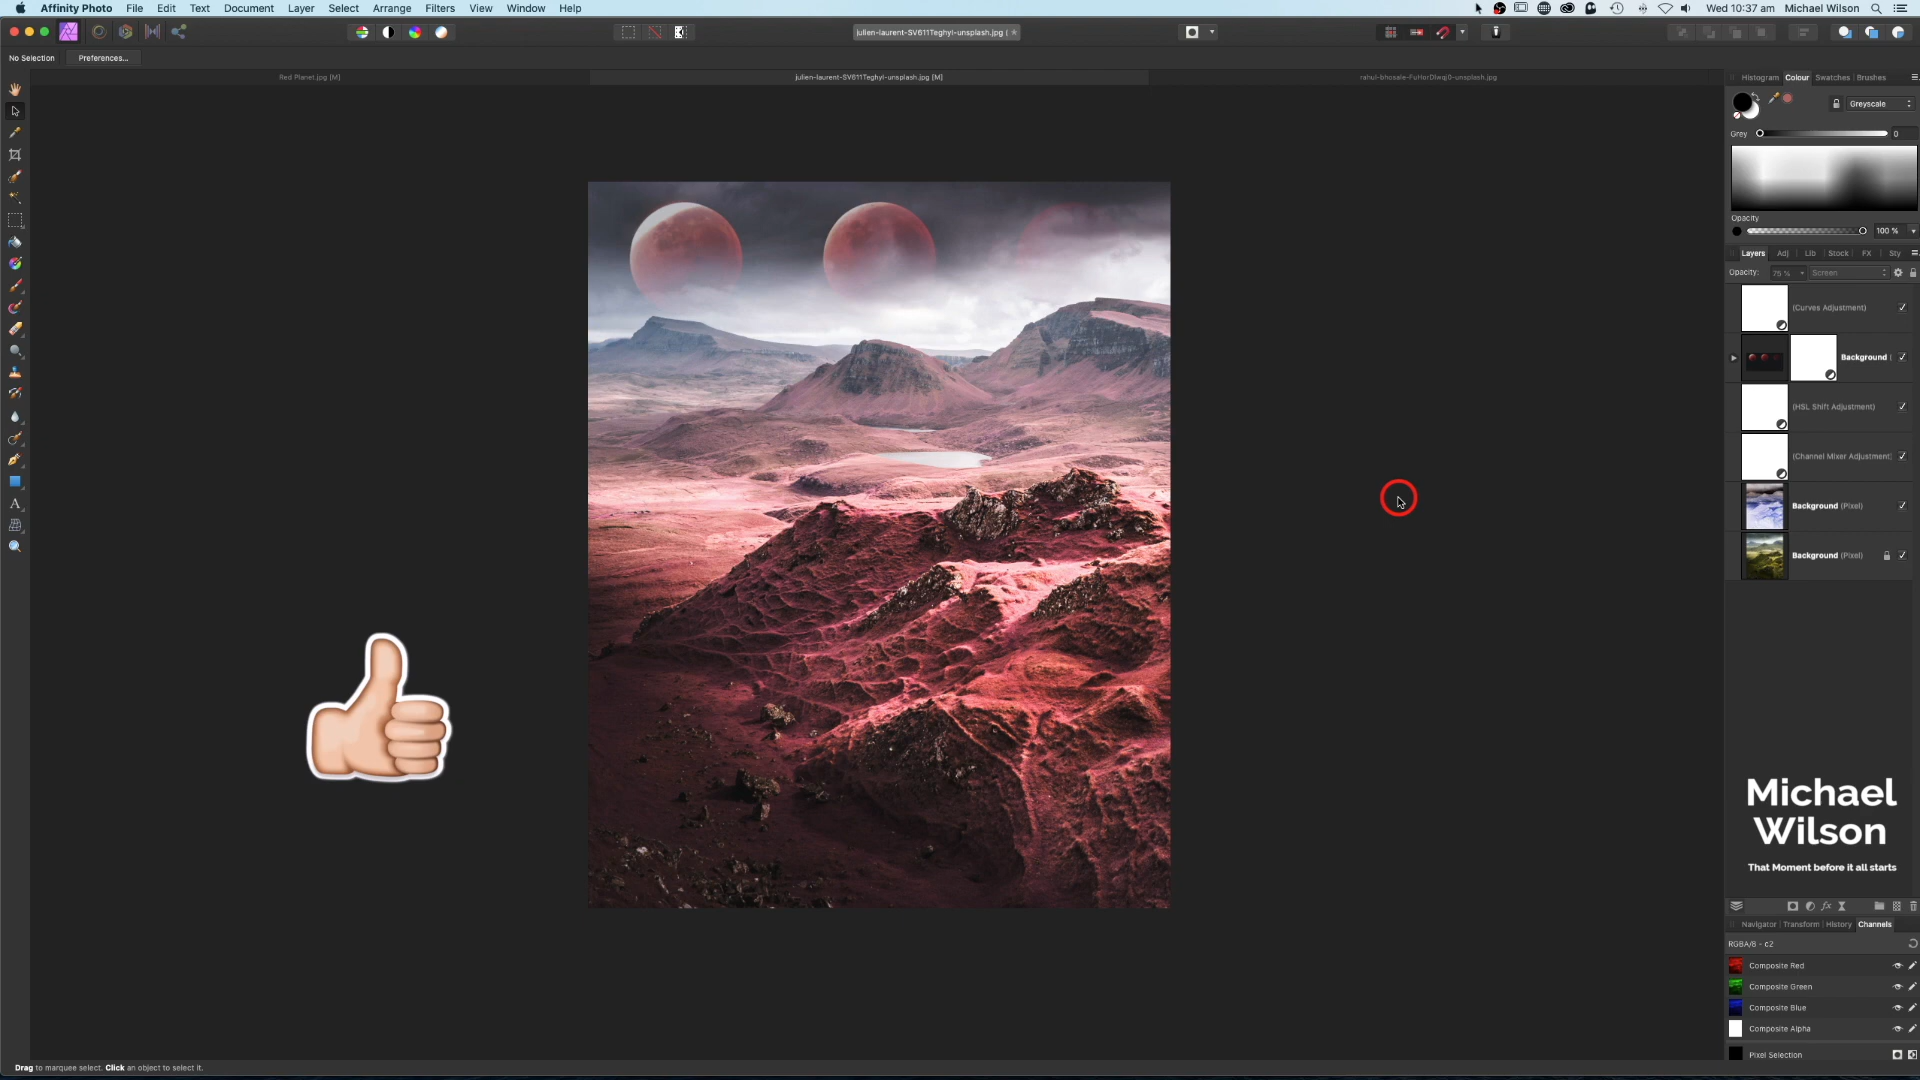 Affinity Photo File Edit Text Document Layer Select Arrange Filters View Window Help
Wed 10:37 am Michael Wilson
julien-laurent-SV611Teghyl-unsplash.jpg (
No Selection Preferences...
Red Planet.jpg [M]
julien-laurent-SV611Teghyl-unsplash.jpg [M]
rahul-bhosale-FuHorDlwqj0-unsplash.jpg
Histogram Colour Swatches Brushes
Greyscale
Grey 0
Opacity
100 %
Layers Adj Lib Stock FX Sty
Opacity: 75 % Screen
(Curves Adjustment)
Background
(HSL Shift Adjustment)
(Channel Mixer Adjustment)
Background (Pixel)
Background (Pixel)
Michael
Wilson
That Moment before it all starts
Navigator Transform History Channels
RGBA/8 - c2
Composite Red
Composite Green
Composite Blue
Composite Alpha
Pixel Selection
Drag to marquee select. Click an object to select it.